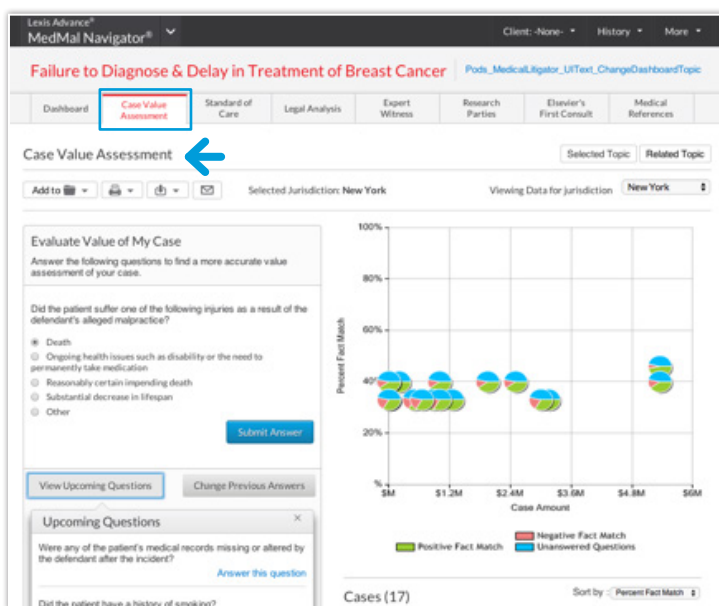 Lexis Advance®
MedMal Navigator®
Client: -None-
History
More
Failure to Diagnose & Delay in Treatment of Breast Cancer
Pods_MedicalLitigator_UIText_ChangeDashboardTopic
Dashboard
Case Value
Assessment
Standard of
Care
Legal Analysis
Expert
Witness
Research
Parties
Elsevier's
First Consult
Medical
References
Case Value Assessment
Selected Topic
Related Topic
Add to
Selected Jurisdiction: New York
Viewing Data for jurisdiction
New York
Evaluate Value of My Case
Answer the following questions to find a more accurate value
assessment of your case.
Did the patient suffer one of the following injuries as a result of the
defendant's alleged malpractice?
Death
Ongoing health issues such as disability or the need to
permanently take medication
Reasonably certain impending death
Substantial decrease in lifespan
Other
Submit Answer
View Upcoming Questions
Change Previous Answers
Upcoming Questions
Were any of the patient's medical records missing or altered by
the defendant after the incident?
Answer this question
Did the patient have a history of smoking?
100%
80%
60%
40%
20%
%
Percent Fact Match
$M
$1.2M
$2.4M
$3.6M
$4.8M
$6M
Case Amount
Negative Fact Match
Positive Fact Match
Unanswered Questions
Cases (17)
Sort by :
Percent Fact Match